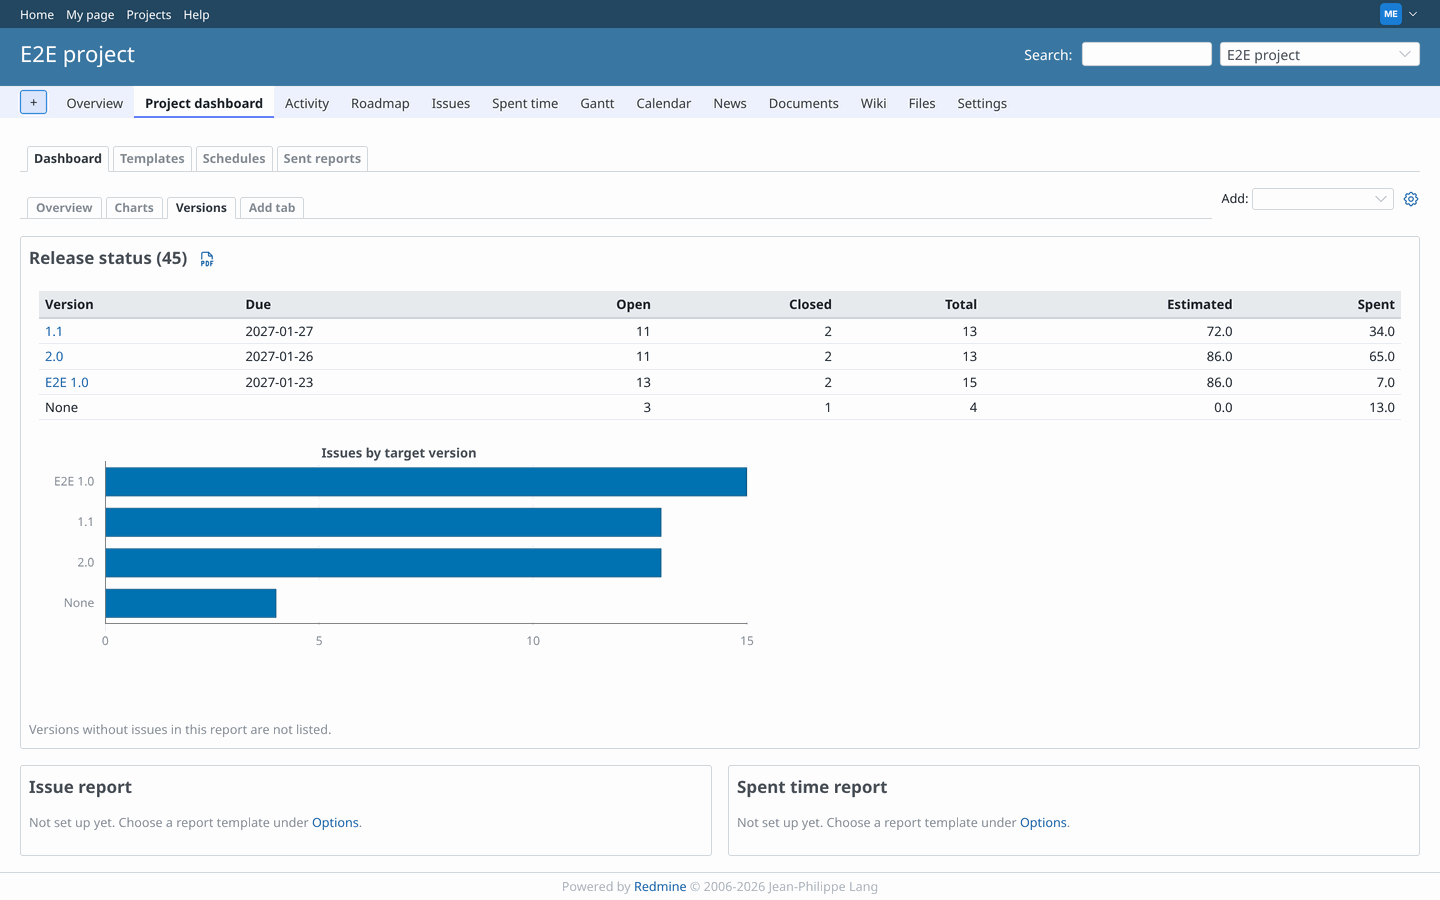 Home My page Projects Help ME
E2E project Search: E2E project
+ Overview Project dashboard Activity Roadmap Issues Spent time Gantt Calendar News Documents Wiki Files Settings
Dashboard Templates Schedules Sent reports
Overview Charts Versions Add tab Add:
Release status (45) PDF
Version Due Open Closed Total Estimated Spent
1.1 2027-01-27 11 2 13 72.0 34.0
2.0 2027-01-26 11 2 13 86.0 65.0
E2E 1.0 2027-01-23 13 2 15 86.0 7.0
None 3 1 4 0.0 13.0
Issues by target version
E2E 1.0
1.1
2.0
None
0 5 10 15
Versions without issues in this report are not listed.
Issue report
Not set up yet. Choose a report template under Options.
Spent time report
Not set up yet. Choose a report template under Options.
Powered by Redmine © 2006-2026 Jean-Philippe Lang